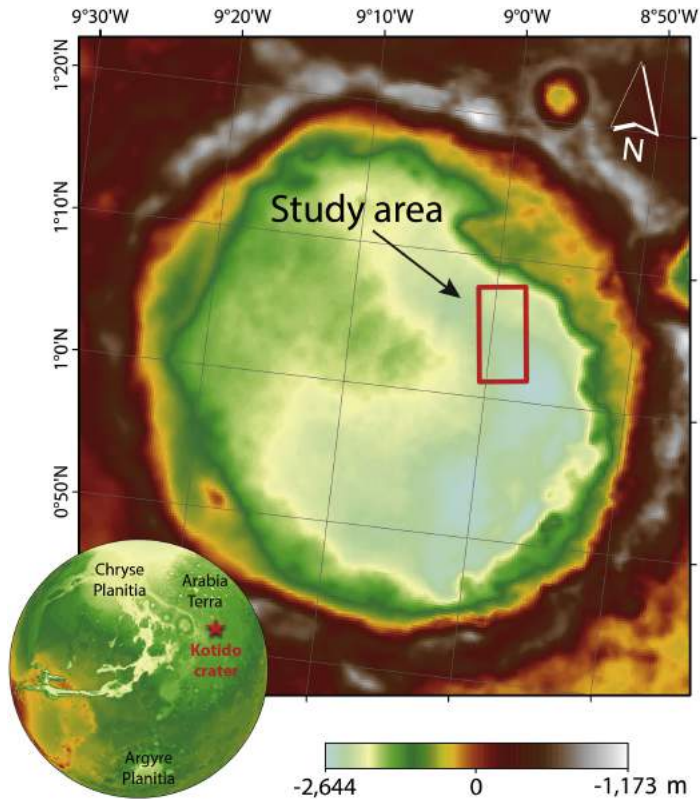 9°30'W 9°20'W 9°10'W 9°0'W 8°50'W
1°20'N
N
1°10'N
Study area
1°0'N
0°50'N
Chryse
Planitia
Arabia
Terra
Kotido
crater
Argyre
Planitia
-2,644 0 -1,173 m